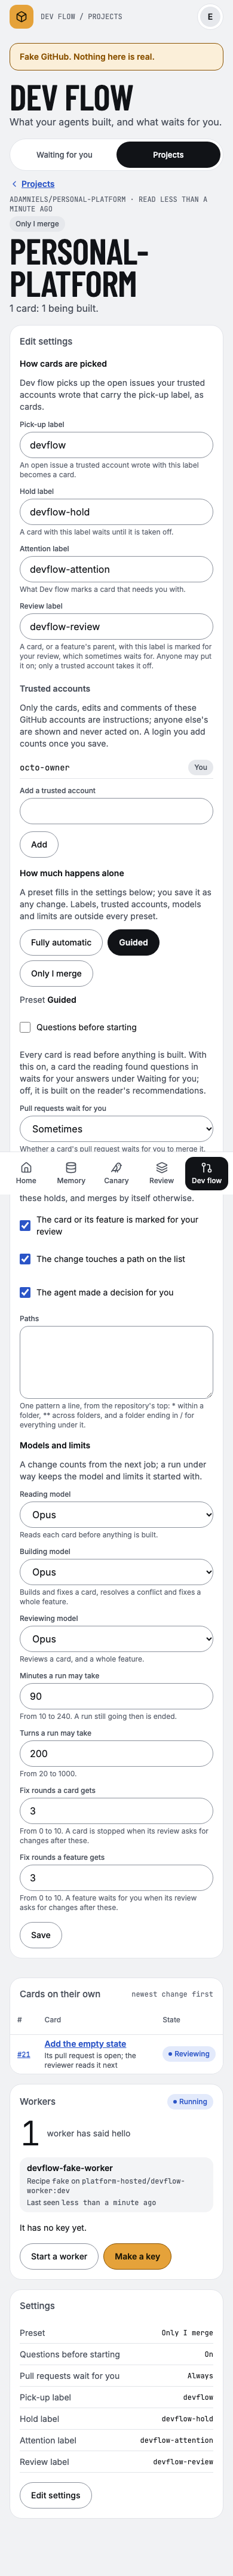 DEV FLOW / PROJECTS
E
Fake GitHub. Nothing here is real.
DEV FLOW
What your agents built, and what waits for you.
Waiting for you
Projects
Projects
ADAMNIELS/PERSONAL-PLATFORM · READ LESS THAN A
MINUTE AGO
Only I merge
PERSONAL-
PLATFORM
1 card: 1 being built.
Edit settings
How cards are picked
Dev flow picks up the open issues your trusted
accounts wrote that carry the pick-up label, as
cards.
Pick-up label
devflow
An open issue a trusted account wrote with this label
becomes a card.
Hold label
devflow-hold
A card with this label waits until it is taken off.
Attention label
devflow-attention
What Dev flow marks a card that needs you with.
Review label
devflow-review
A card, or a feature's parent, with this label is marked for
your review, which sometimes waits for. Anyone may put
it on; only a trusted account takes it off.
Trusted accounts
Only the cards, edits and comments of these
GitHub accounts are instructions; anyone else's
are shown and never acted on. A login you add
counts once you save.
octo-owner
You
Add a trusted account
Add
How much happens alone
A preset fills in the settings below; you save it as
any change. Labels, trusted accounts, models
and limits are outside every preset.
Fully automatic
Guided
Only I merge
Preset Guided
Questions before starting
Every card is read before anything is built. With
this on, a card the reading found questions in
waits for your answers under Waiting for you;
off, it is built on the reader's recommendations.
Pull requests wait for you
Sometimes
Whether a card's pull request waits for you to merge it.
Home
Memory
Canary
Review
Dev flow
these holds, and merges by itself otherwise.
The card or its feature is marked for your
review
The change touches a path on the list
The agent made a decision for you
Paths
One pattern a line, from the repository's top: * within a
folder, ** across folders, and a folder ending in / for
everything under it.
Models and limits
A change counts from the next job; a run under
way keeps the model and limits it started with.
Reading model
Opus
Reads each card before anything is built.
Building model
Opus
Builds and fixes a card, resolves a conflict and fixes a
whole feature.
Reviewing model
Opus
Reviews a card, and a whole feature.
Minutes a run may take
90
From 10 to 240. A run still going then is ended.
Turns a run may take
200
From 20 to 1000.
Fix rounds a card gets
3
From 0 to 10. A card is stopped when its review asks for
changes after these.
Fix rounds a feature gets
3
From 0 to 10. A feature waits for you when its review
asks for changes after these.
Save
Cards on their own
newest change first
#
Card
State
#21
Add the empty state
Its pull request is open; the
reviewer reads it next
Reviewing
Workers
Running
1 worker has said hello
devflow-fake-worker
Recipe fake on platform-hosted/devflow-
worker:dev
Last seen less than a minute ago
It has no key yet.
Start a worker
Make a key
Settings
Preset
Only I merge
Questions before starting
On
Pull requests wait for you
Always
Pick-up label
devflow
Hold label
devflow-hold
Attention label
devflow-attention
Review label
devflow-review
Edit settings